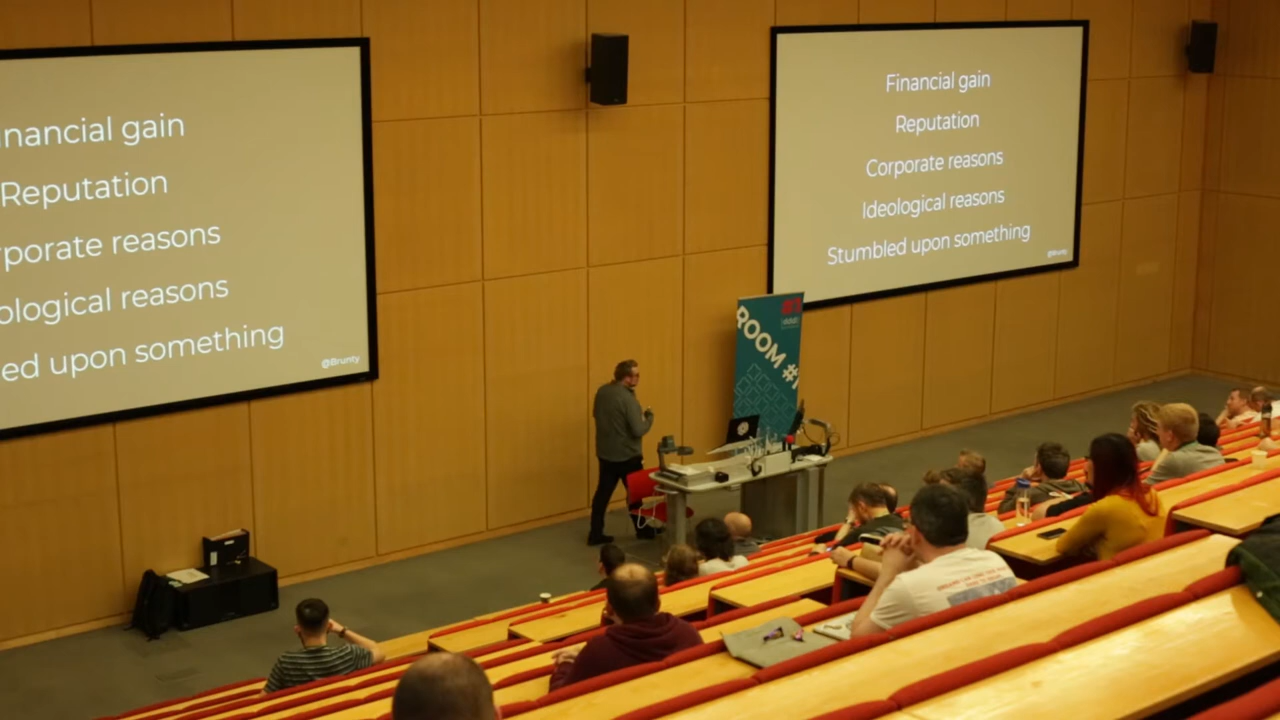 nancial gain
Reputation
rporate reasons
ological reasons
ed upon something
@Brunty
Financial gain
Reputation
Corporate reasons
Ideological reasons
Stumbled upon something
@Brunty
ROOM #1